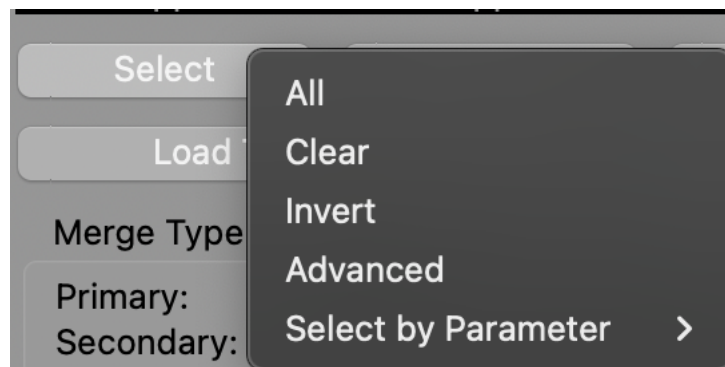 Select
All
Clear
Load
Invert
Merge Type
Advanced
Primary:
Select by Parameter
Secondary: